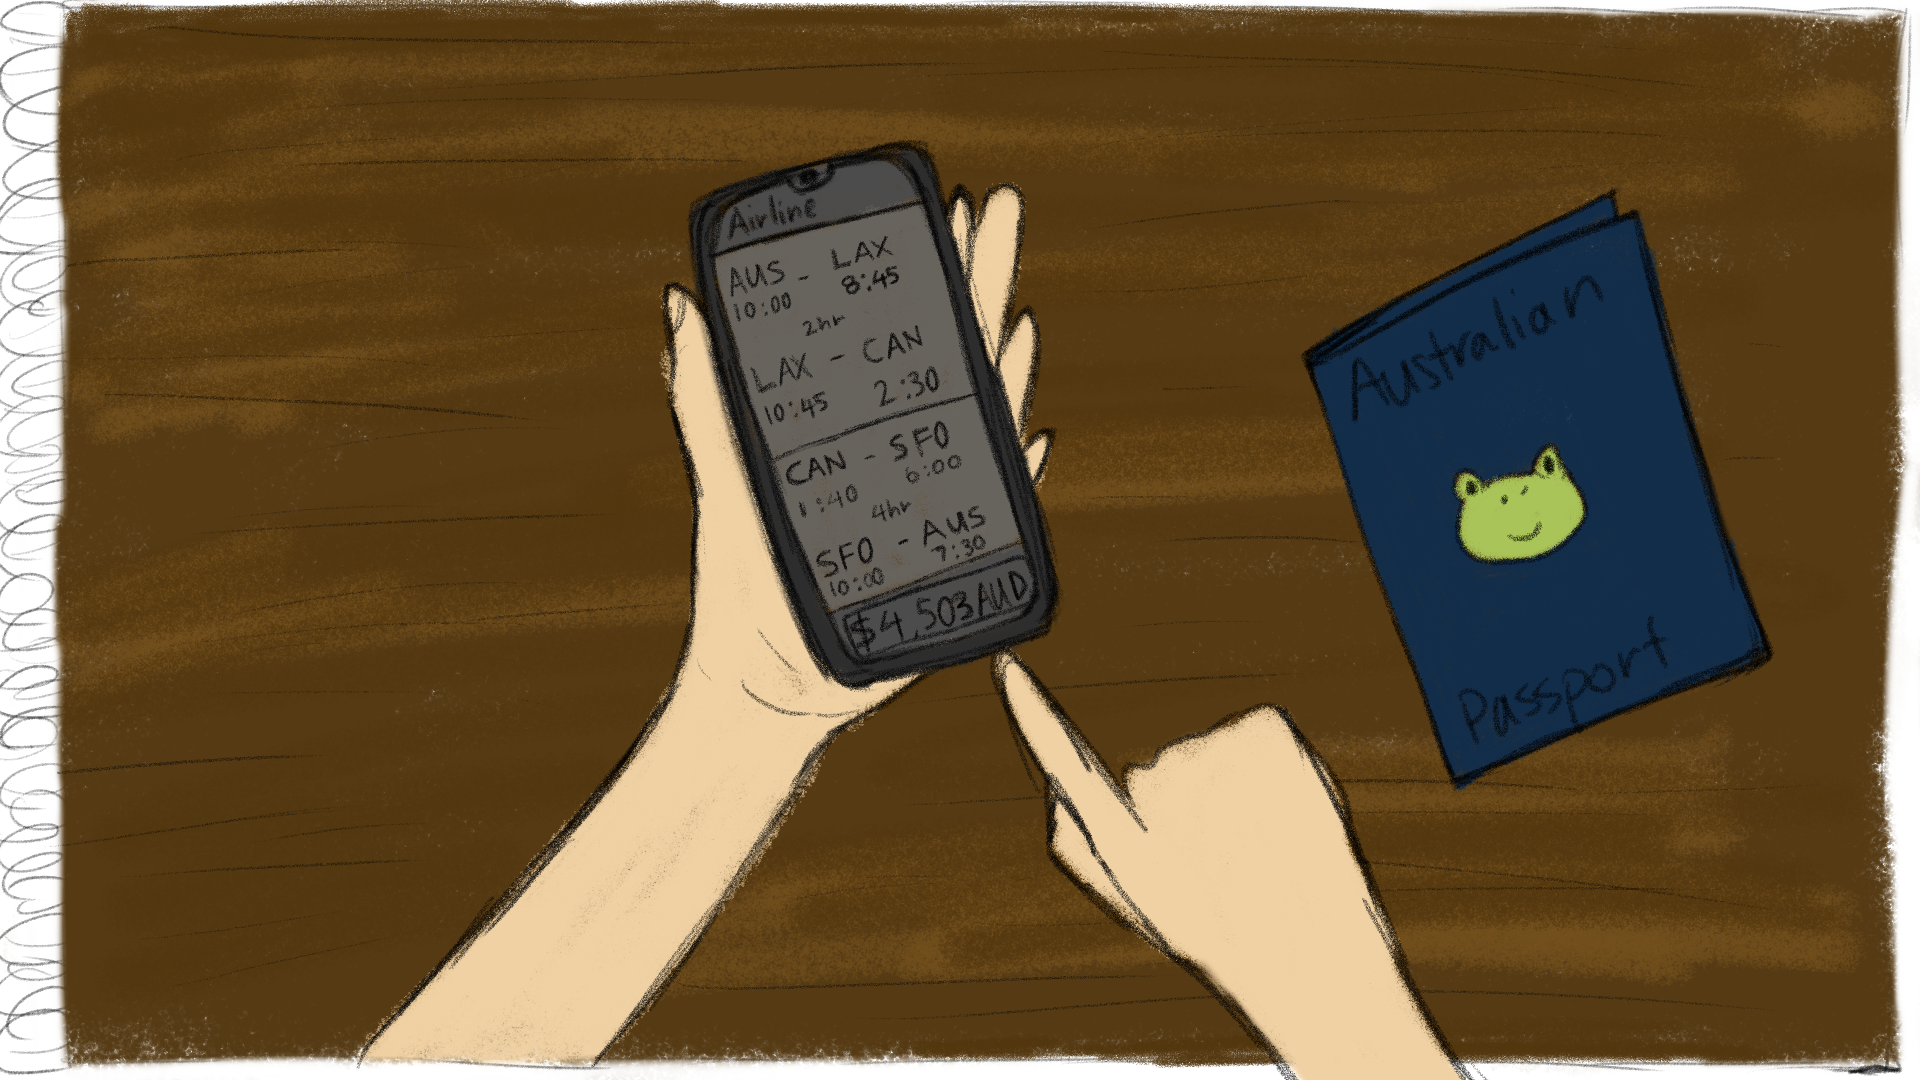 Airline
AUS - LAX
10:00 8:45
2hr
LAX - CAN
10:45 2:30
CAN - SFO
1:40 6:00
4hr
SFO - AUS
10:00 7:30
$4,503AUD
Australian
Passport